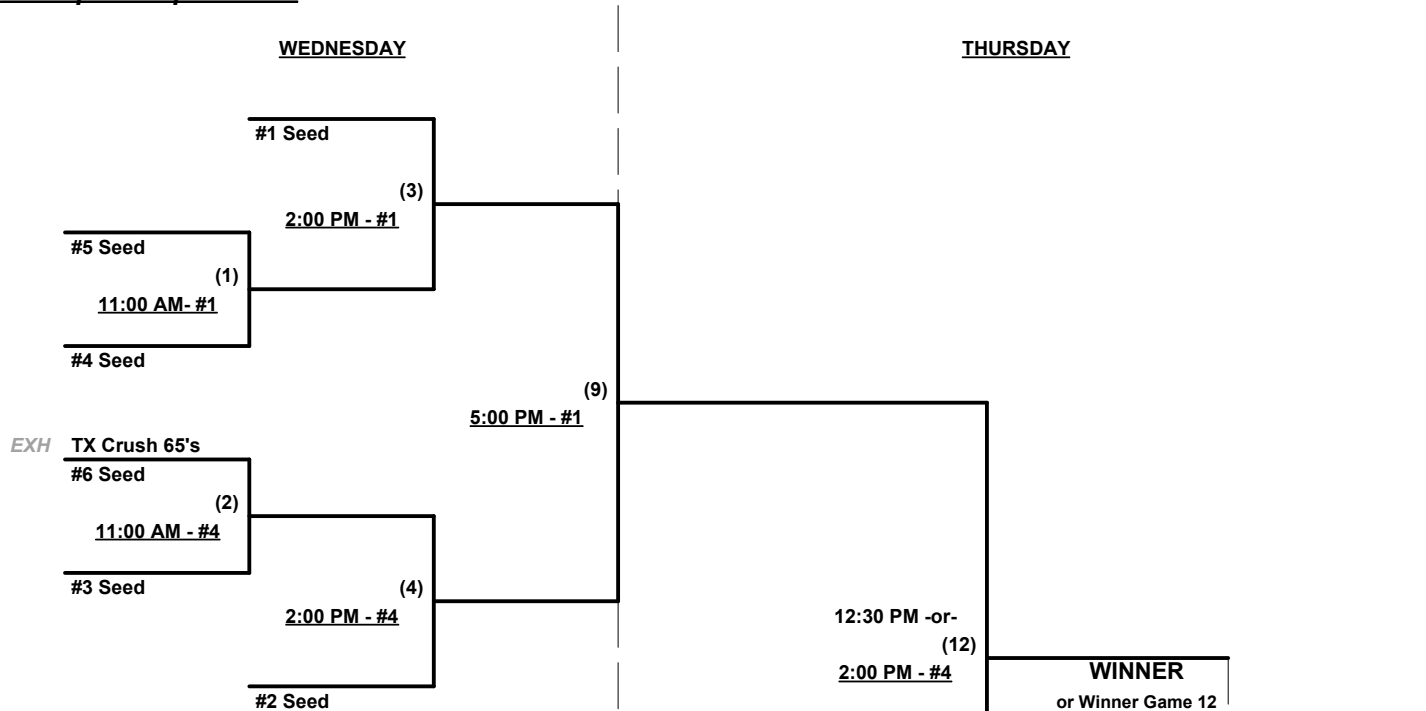 WEDNESDAY
THURSDAY
#1 Seed
(3)
2:00 PM - #1
#5 Seed
(1)
11:00 AM- #1
#4 Seed
(9)
5:00 PM - #1
EXH TX Crush 65's
#6 Seed
(2)
11:00 AM - #4
#3 Seed
(4)
2:00 PM - #4
#2 Seed
12:30 PM -or-
(12)
2:00 PM - #4
WINNER
or Winner Game 12